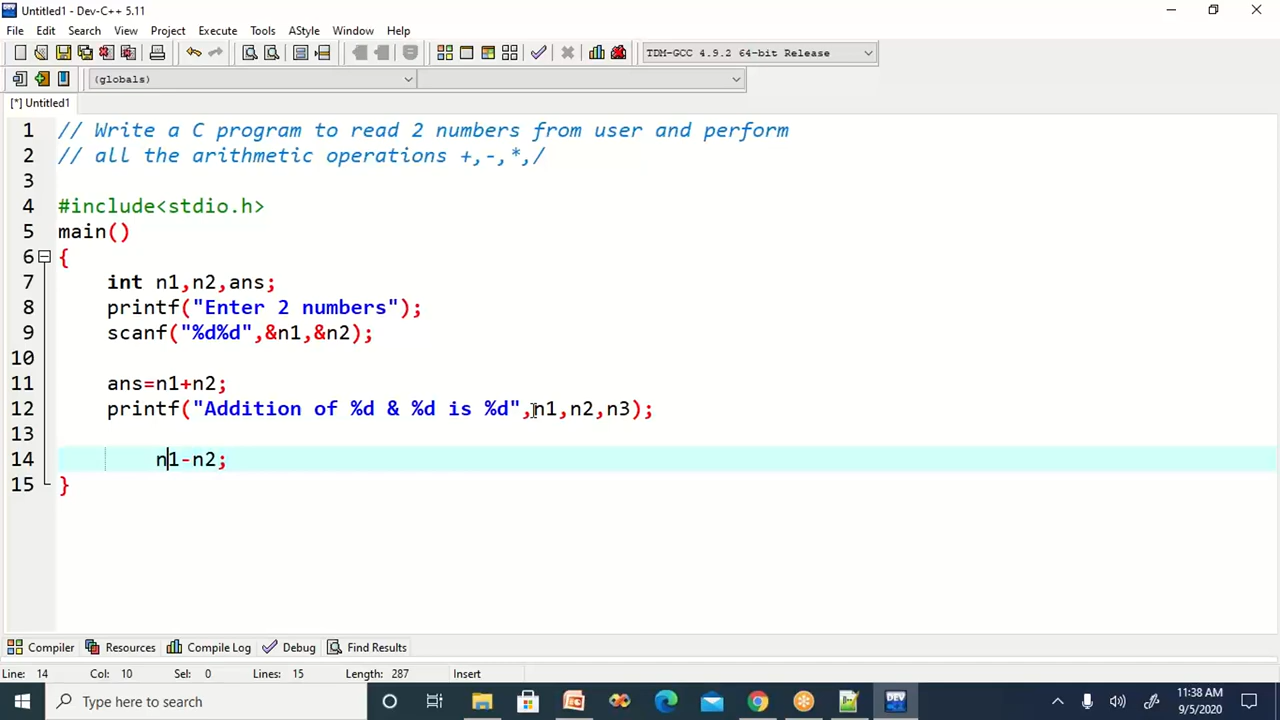 Untitled1 - Dev-C++ 5.11
File Edit Search View Project Execute Tools AStyle Window Help
TDM-GCC 4.9.2 64-bit Release
(globals)
[*] Untitled1
1 // Write a C program to read 2 numbers from user and perform
2 // all the arithmetic operations +,-,*,/
3
4 #include<stdio.h>
5 main()
6 {
7 int n1,n2,ans;
8 printf("Enter 2 numbers");
9 scanf("%d%d",&n1,&n2);
10
11 ans=n1+n2;
12 printf("Addition of %d & %d is %d",n1,n2,n3);
13
14 n1-n2;
15 }
Compiler Resources Compile Log Debug Find Results
Line: 14 Col: 10 Sel: 0 Lines: 15 Length: 287 Insert
Type here to search
11:38 AM
9/5/2020